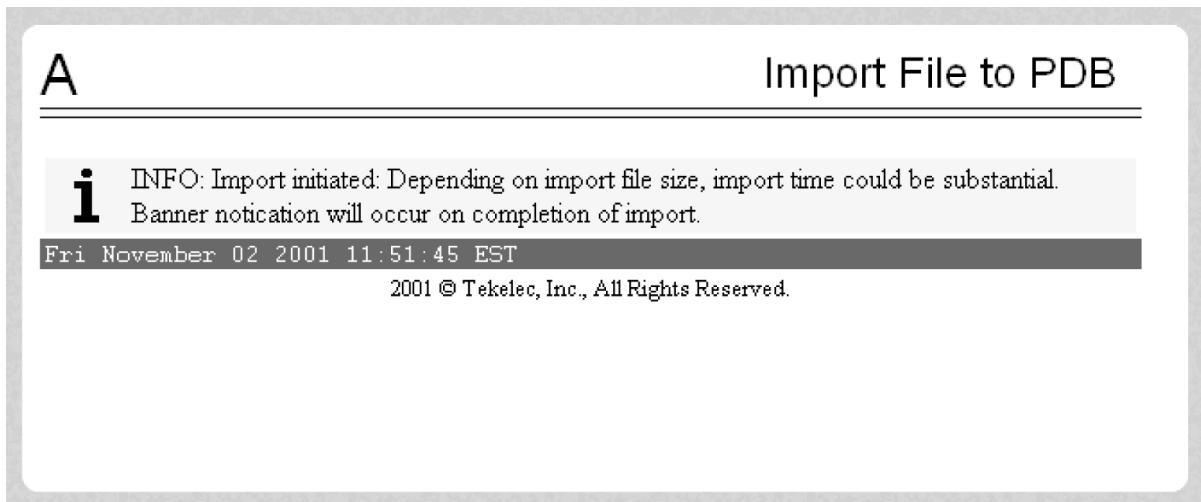 A
Import File to PDB
i
INFO: Import initiated: Depending on import file size, import time could be substantial.
Banner notication will occur on completion of import.
Fri November 02 2001 11:51:45 EST
2001 © Tekelec, Inc., All Rights Reserved.